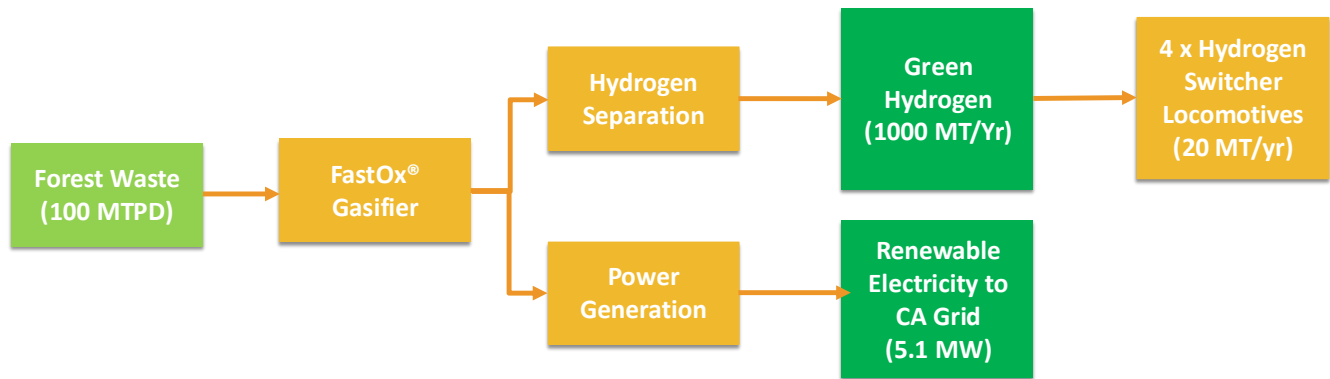 Forest Waste
(100 MTPD)
FastOx®
Gasifier
Hydrogen
Separation
Green
Hydrogen
(1000 MT/Yr)
4 x Hydrogen
Switcher
Locomotives
(20 MT/yr)
Power
Generation
Renewable
Electricity to
CA Grid
(5.1 MW)